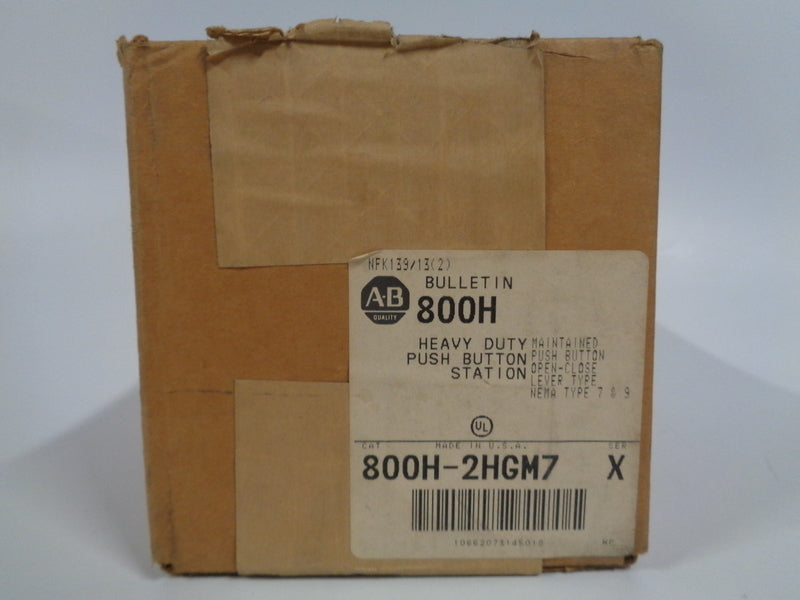 NFK139/13(2)
A-B
QUALITY
BULLETIN
800H
HEAVY DUTY
PUSH BUTTON
STATION
MAINTAINED
PUSH BUTTON
OPEN-CLOSE
LEVER TYPE
NEMA TYPE 7 & 9
UL
CAT MADE IN U.S.A. SER
800H-2HGM7 X